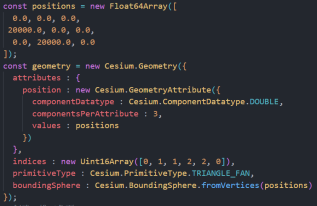 const positions = new Float64Array([
0.0, 0.0, 0.0,
20000.0, 0.0, 0.0,
0.0, 20000.0, 0.0
]);
const geometry = new Cesium.Geometry({
attributes : {
position : new Cesium.GeometryAttribute({
componentDatatype : Cesium.ComponentDatatype.DOUBLE,
componentsPerAttribute : 3,
values : positions
})
},
indices : new Uint16Array([0, 1, 1, 2, 2, 0]),
primitiveType : Cesium.PrimitiveType.TRIANGLE_FAN,
boundingSphere : Cesium.BoundingSphere.fromVertices(positions)
});